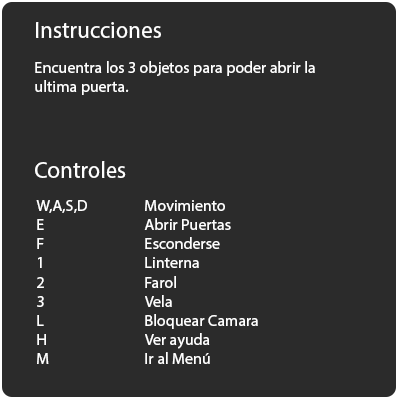 Instrucciones
Encuentra los 3 objetos para poder abrir la
ultima puerta.
Controles
W,A,S,D Movimiento
E Abrir Puertas
F Esconderse
1 Linterna
2 Farol
3 Vela
L Bloquear Camara
H Ver ayuda
M Ir al Menú